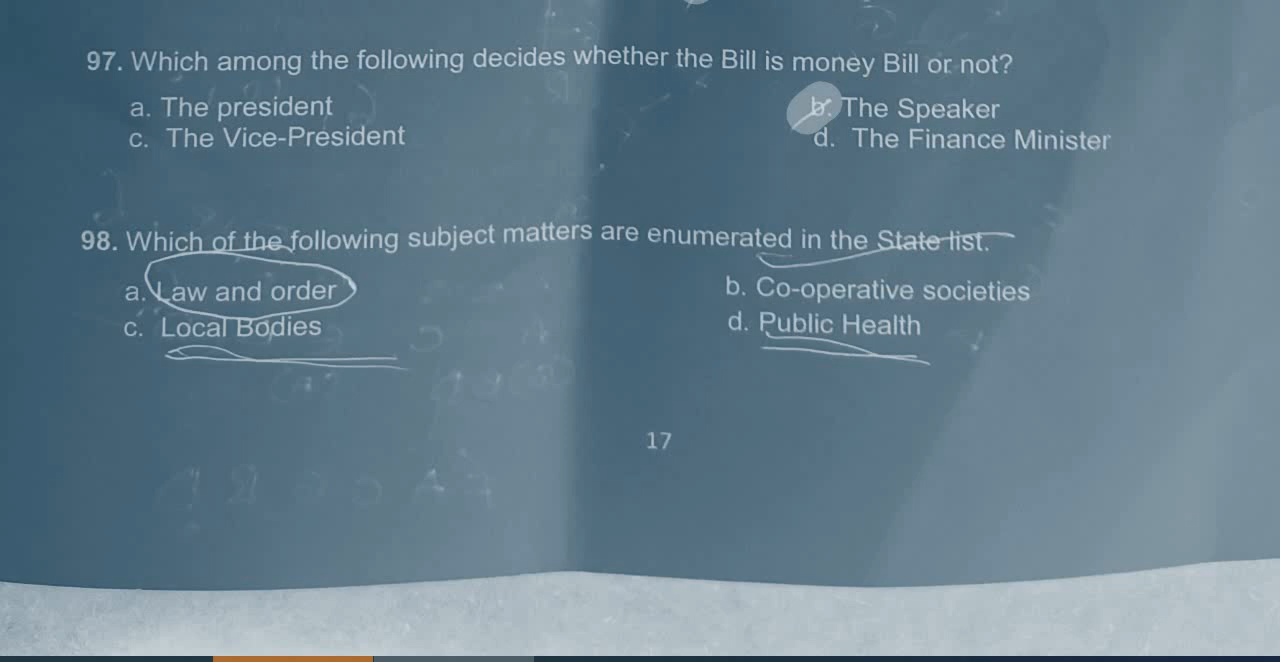 97. Which among the following decides whether the Bill is money Bill or not?
a. The president b. The Speaker
c. The Vice-President d. The Finance Minister
98. Which of the following subject matters are enumerated in the State list.
a. Law and order b. Co-operative societies
c. Local Bodies d. Public Health
17